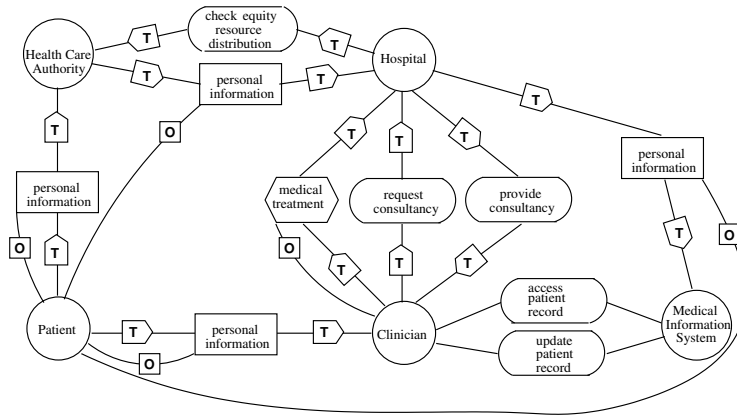 check equity
resource
distribution
T
T
Health Care
Authority
Hospital
T
personal
information
T
T
O
T
T
T
T
personal
information
personal
information
medical
treatment
request
consultancy
provide
consultancy
O
T
O
T
T
T
T
O
access
patient
record
Patient
T
personal
information
T
Clinician
Medical
Information
System
O
update
patient
record